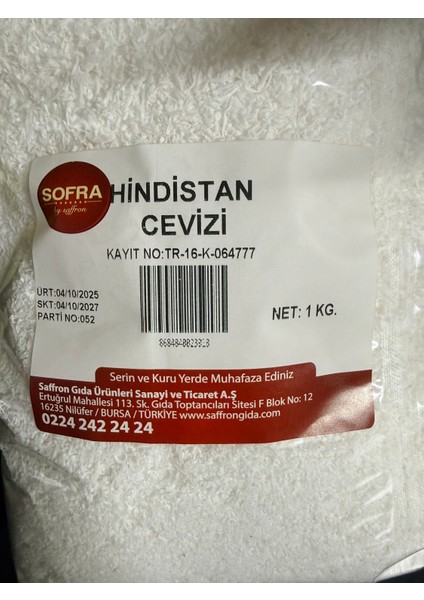 SOFRA
by saffron
HİNDİSTAN
CEVİZİ
KAYIT NO:TR-16-K-064777
ÜRT:04/10/2025
SKT:04/10/2027
PARTİ NO:052
NET: 1 KG.
8684840023313
Serin ve Kuru Yerde Muhafaza Ediniz
Saffron Gıda Ürünleri Sanayi ve Ticaret A.Ş
Ertuğrul Mahallesi 113. Sk. Gıda Toptancıları Sitesi F Blok No: 12
16235 Nilüfer / BURSA / TÜRKİYE www.saffrongida.com
0224 242 24 24